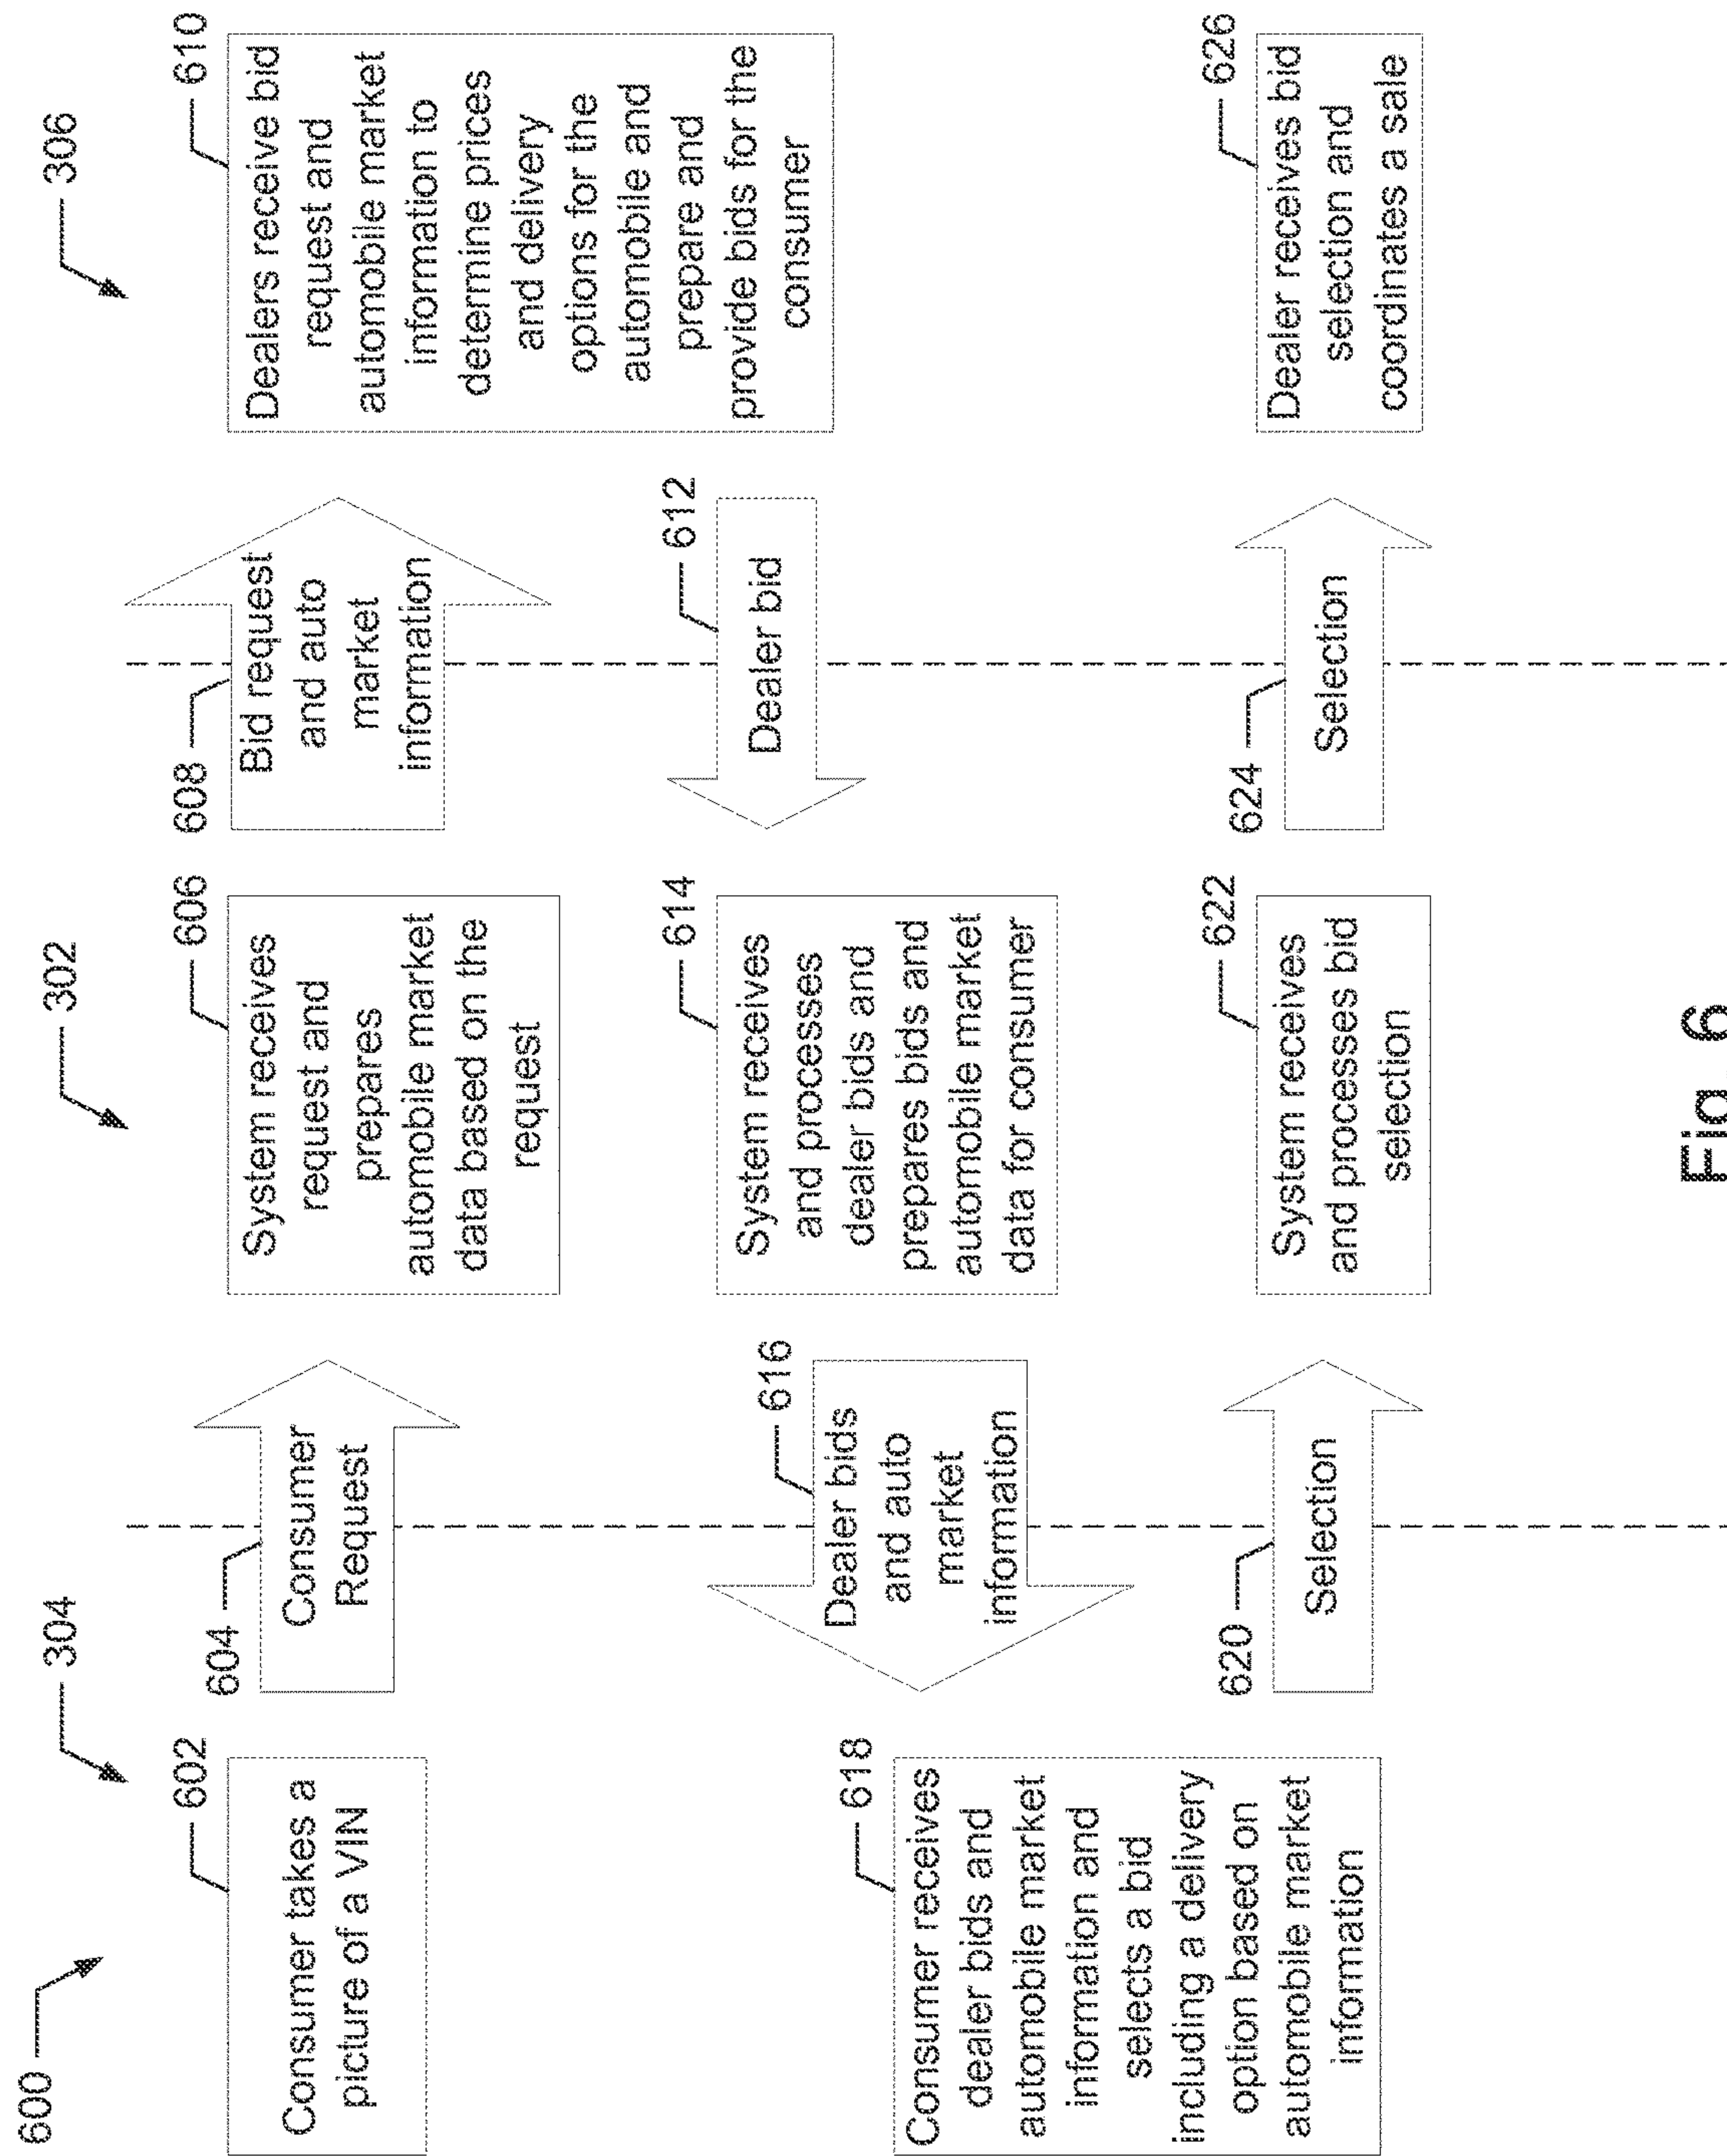 600
304
302
306
602
Consumer takes a
picture of a VIN
604
Consumer
Request
606
System receives
request and
prepares
automobile market
data based on the
request
608
Bid request
and auto
market
information
610
Dealers receive bid
request and
automobile market
information to
determine prices
and delivery
options for the
automobile and
prepare and
provide bids for the
consumer
612
Dealer bid
614
System receives
and processes
dealer bids and
prepares bids and
automobile market
data for consumer
616
Dealer bids
and auto
market
information
618
Consumer receives
dealer bids and
automobile market
information and
selects a bid
including a delivery
option based on
automobile market
information
620
Selection
622
System receives
and processes bid
selection
624
Selection
626
Dealer receives bid
selection and
coordinates a sale
Fig. 6